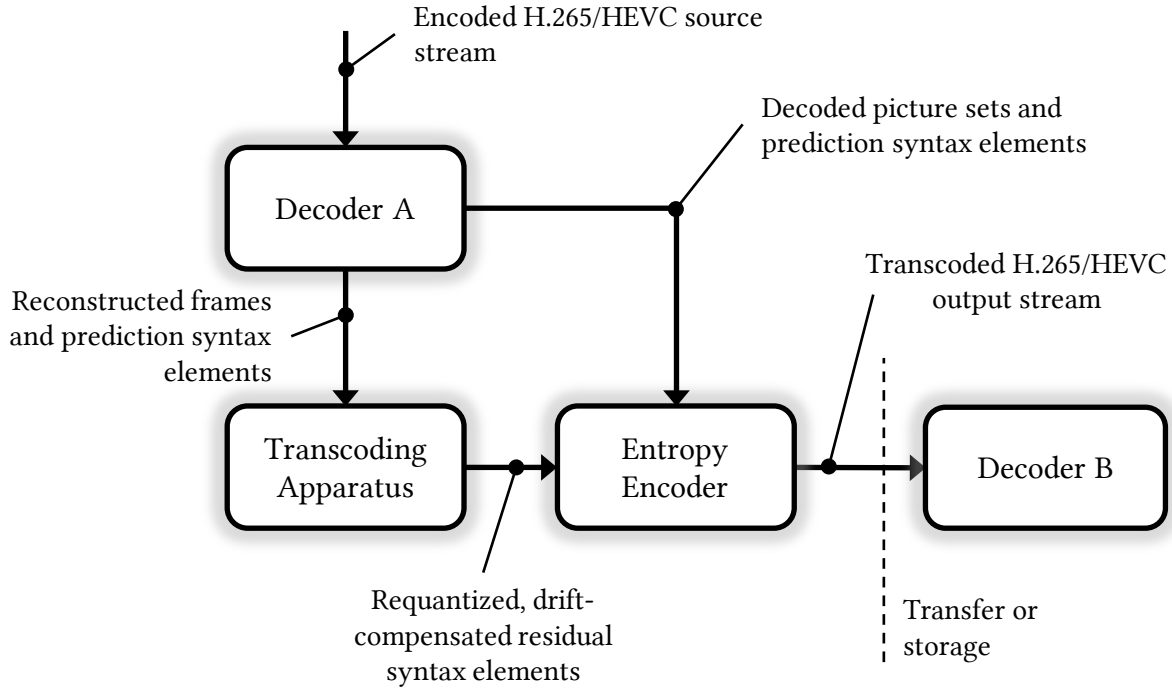 Encoded H.265/HEVC source
stream
Decoded picture sets and
prediction syntax elements
Decoder A
Transcoded H.265/HEVC
output stream
Reconstructed frames
and prediction syntax
elements
Transcoding
Apparatus
Entropy
Encoder
Decoder B
Requantized, drift-
compensated residual
syntax elements
Transfer or
storage